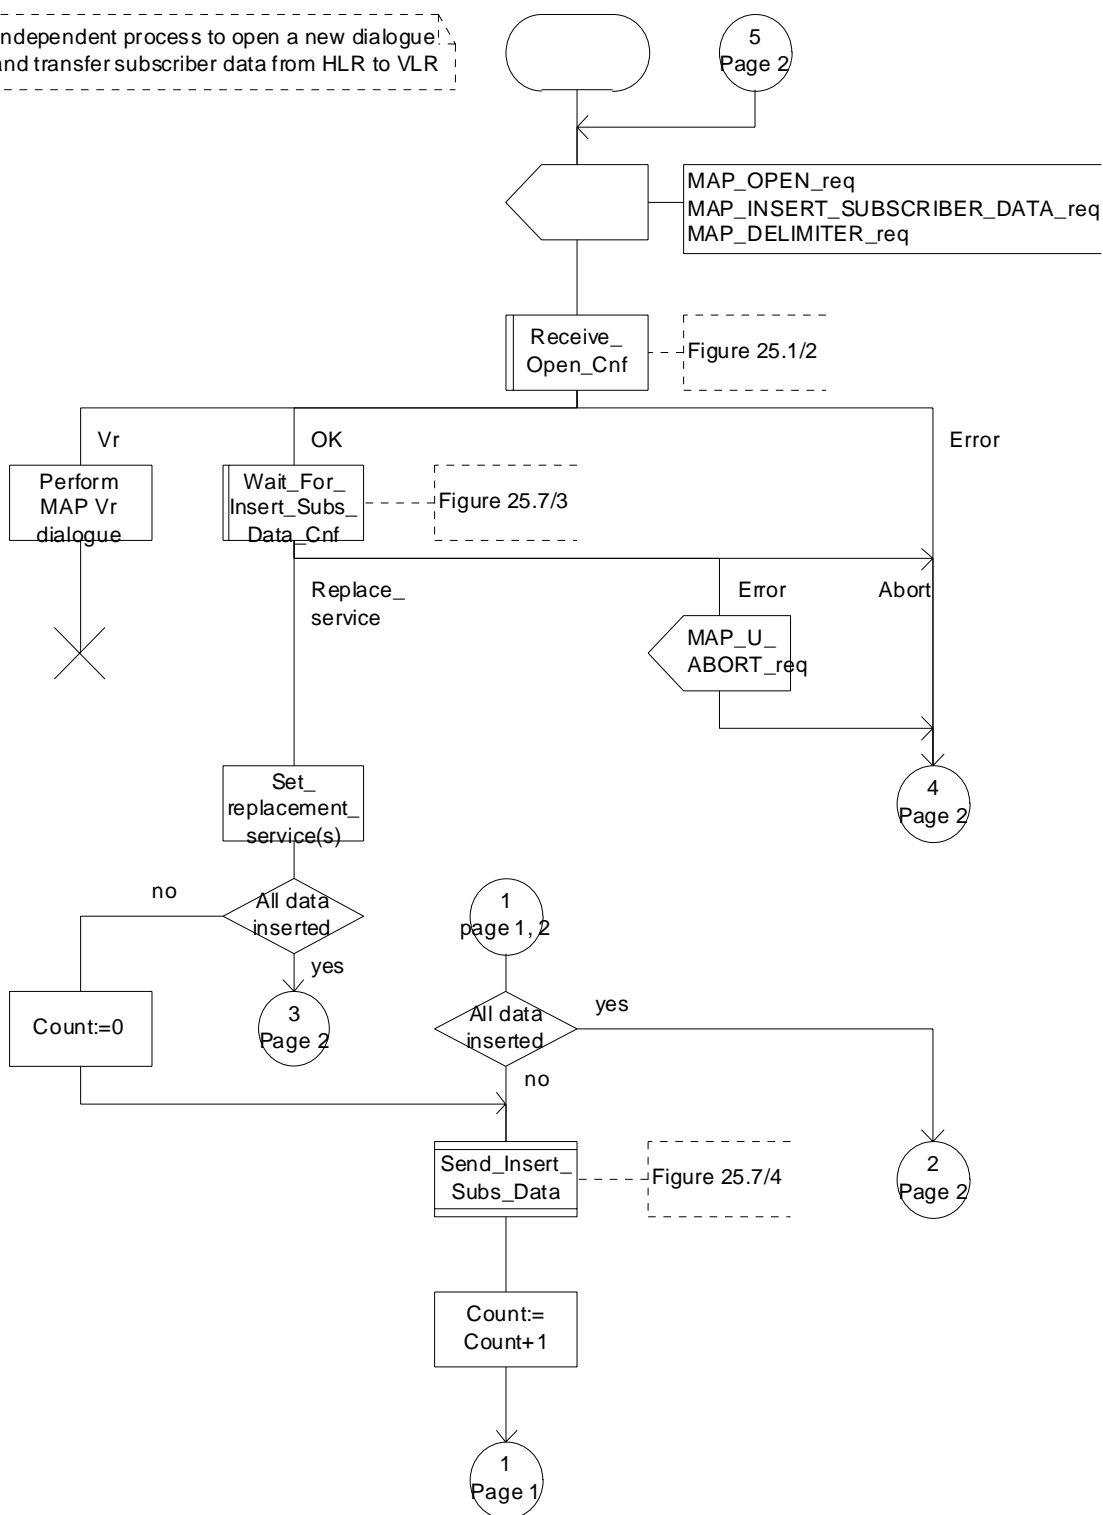 ndependent process to open a new dialogue
and transfer subscriber data from HLR to VLR
5
Page 2
MAP_OPEN_req
MAP_INSERT_SUBSCRIBER_DATA_req
MAP_DELIMITER_req
Receive_
Open_Cnf
Figure 25.1/2
Vr
OK
Error
Perform
MAP Vr
dialogue
Wait_For_
Insert_Subs_
Data_Cnf
Figure 25.7/3
Replace_
service
Error
Abort
MAP_U_
ABORT_req
Set_
replacement_
service(s)
4
Page 2
no
All data
inserted
yes
1
page 1, 2
Count:=0
3
Page 2
All data
inserted
yes
no
Send_Insert_
Subs_Data
Figure 25.7/4
2
Page 2
Count:=
Count+1
1
Page 1